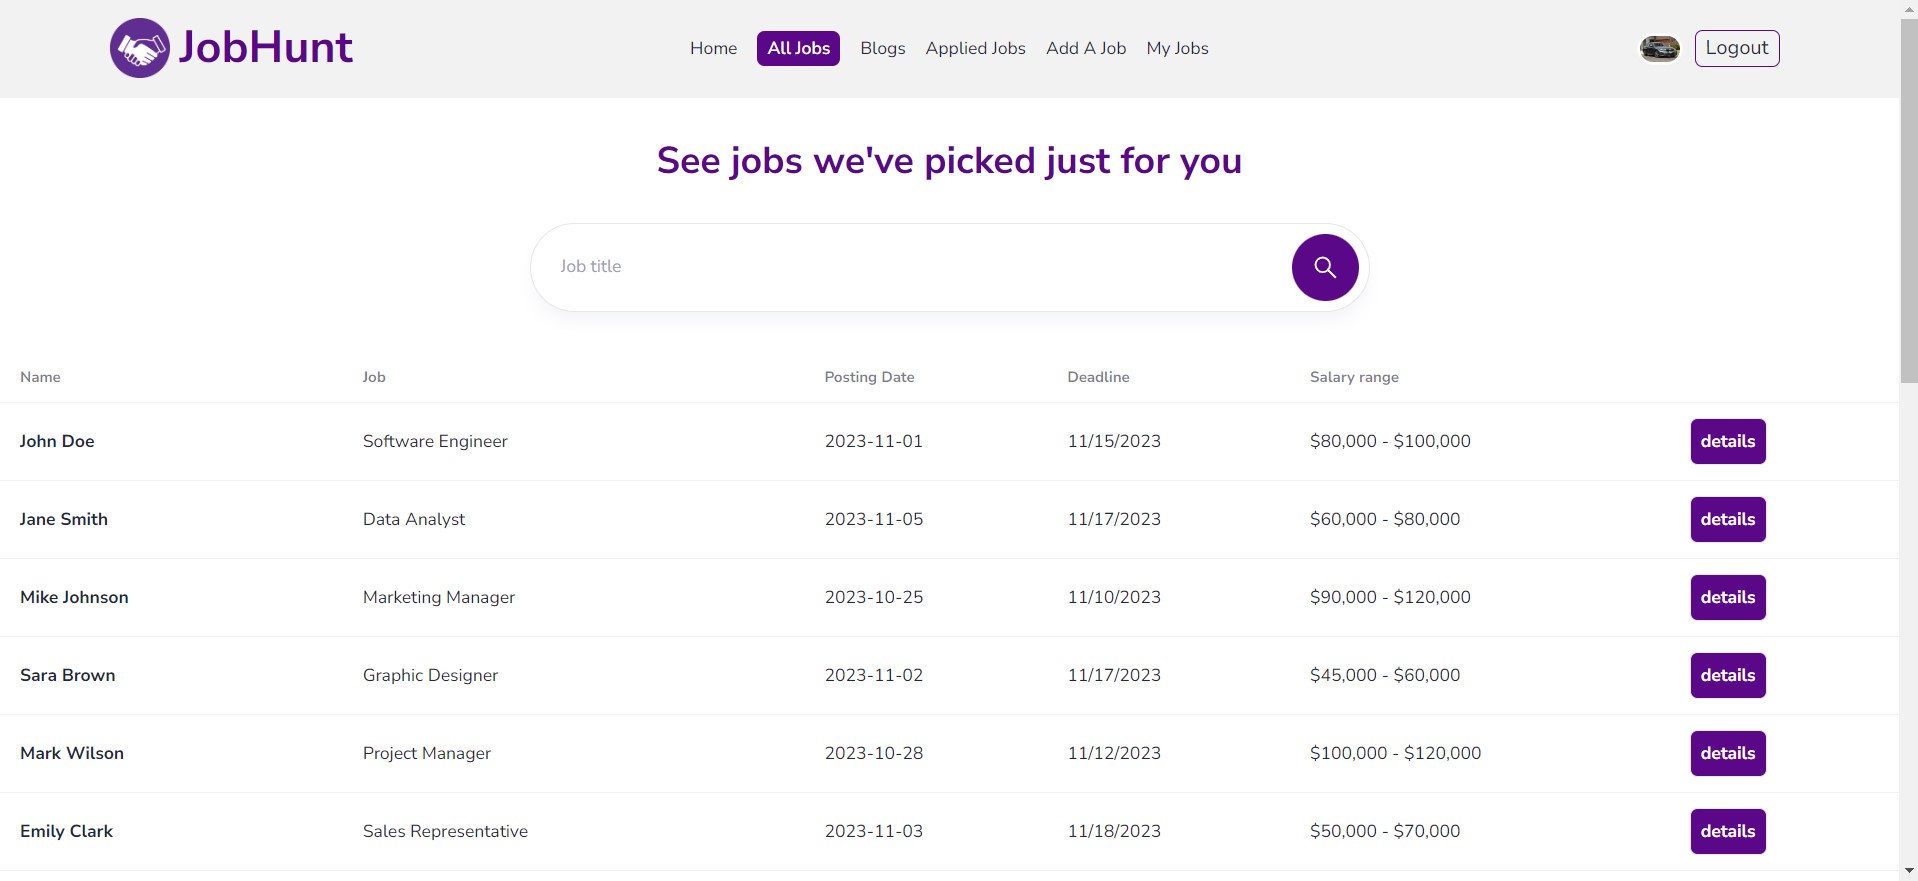 JobHunt
Home All Jobs Blogs Applied Jobs Add A Job My Jobs
Logout
See jobs we've picked just for you
Job title
Name Job Posting Date Deadline Salary range
John Doe Software Engineer 2023-11-01 11/15/2023 $80,000 - $100,000 details
Jane Smith Data Analyst 2023-11-05 11/17/2023 $60,000 - $80,000 details
Mike Johnson Marketing Manager 2023-10-25 11/10/2023 $90,000 - $120,000 details
Sara Brown Graphic Designer 2023-11-02 11/17/2023 $45,000 - $60,000 details
Mark Wilson Project Manager 2023-10-28 11/12/2023 $100,000 - $120,000 details
Emily Clark Sales Representative 2023-11-03 11/18/2023 $50,000 - $70,000 details